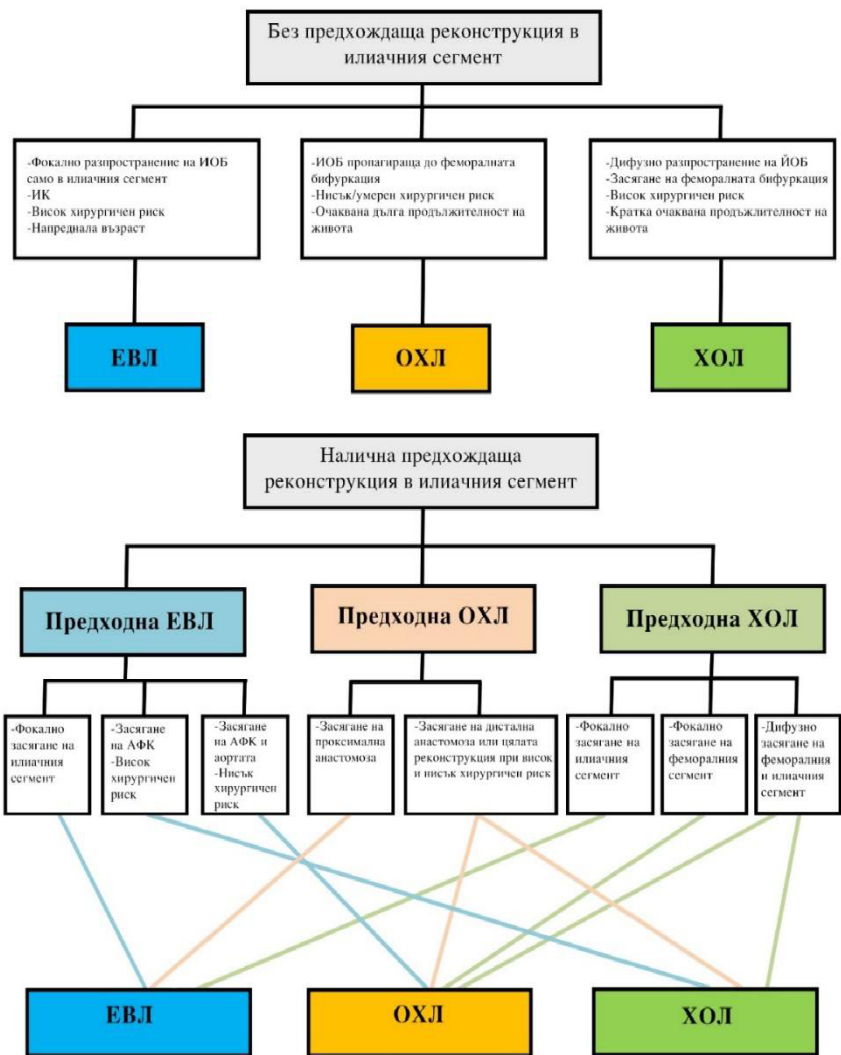 Без предхождаща реконструкция в
илиачния сегмент
-Фокално разпространение на ИОБ
само в илиачния сегмент
-ИК
-Висок хирургичен риск
-Напреднала възраст
-ИОБ пропагираща до феморалната
бифуркация
-Нисък/умерен хирургичен риск
-Очаквана дълга продължителност на
живота
-Дифузно разпространение на ЙОБ
-Засягане на феморалната бифуркация
-Висок хирургичен риск
-Кратка очаквана продъжлителност на
живота
ЕВЛ
ОХЛ
ХОЛ
Налична предхождаща
реконструкция в илиачния сегмент
Предходна ЕВЛ
Предходна ОХЛ
Предходна ХОЛ
-Фокално
засягане на
илиачния
сегмент
-Засягане
на АФК
-Висок
хирургичен
риск
-Засягане
на АФК и
аортата
-Нисък
хирургичен
риск
-Засягане на
проксимална
анастомоза
-Засягане на дистална
анастомоза или цялата
реконструкция при висок
и нисък хирургичен риск
-Фокално
засягане на
илиачния
сегмент
-Фокално
засягане на
феморалния
сегмент
-Дифузно
засягане на
феморалния
и илиачния
сегмент
ЕВЛ
ОХЛ
ХОЛ